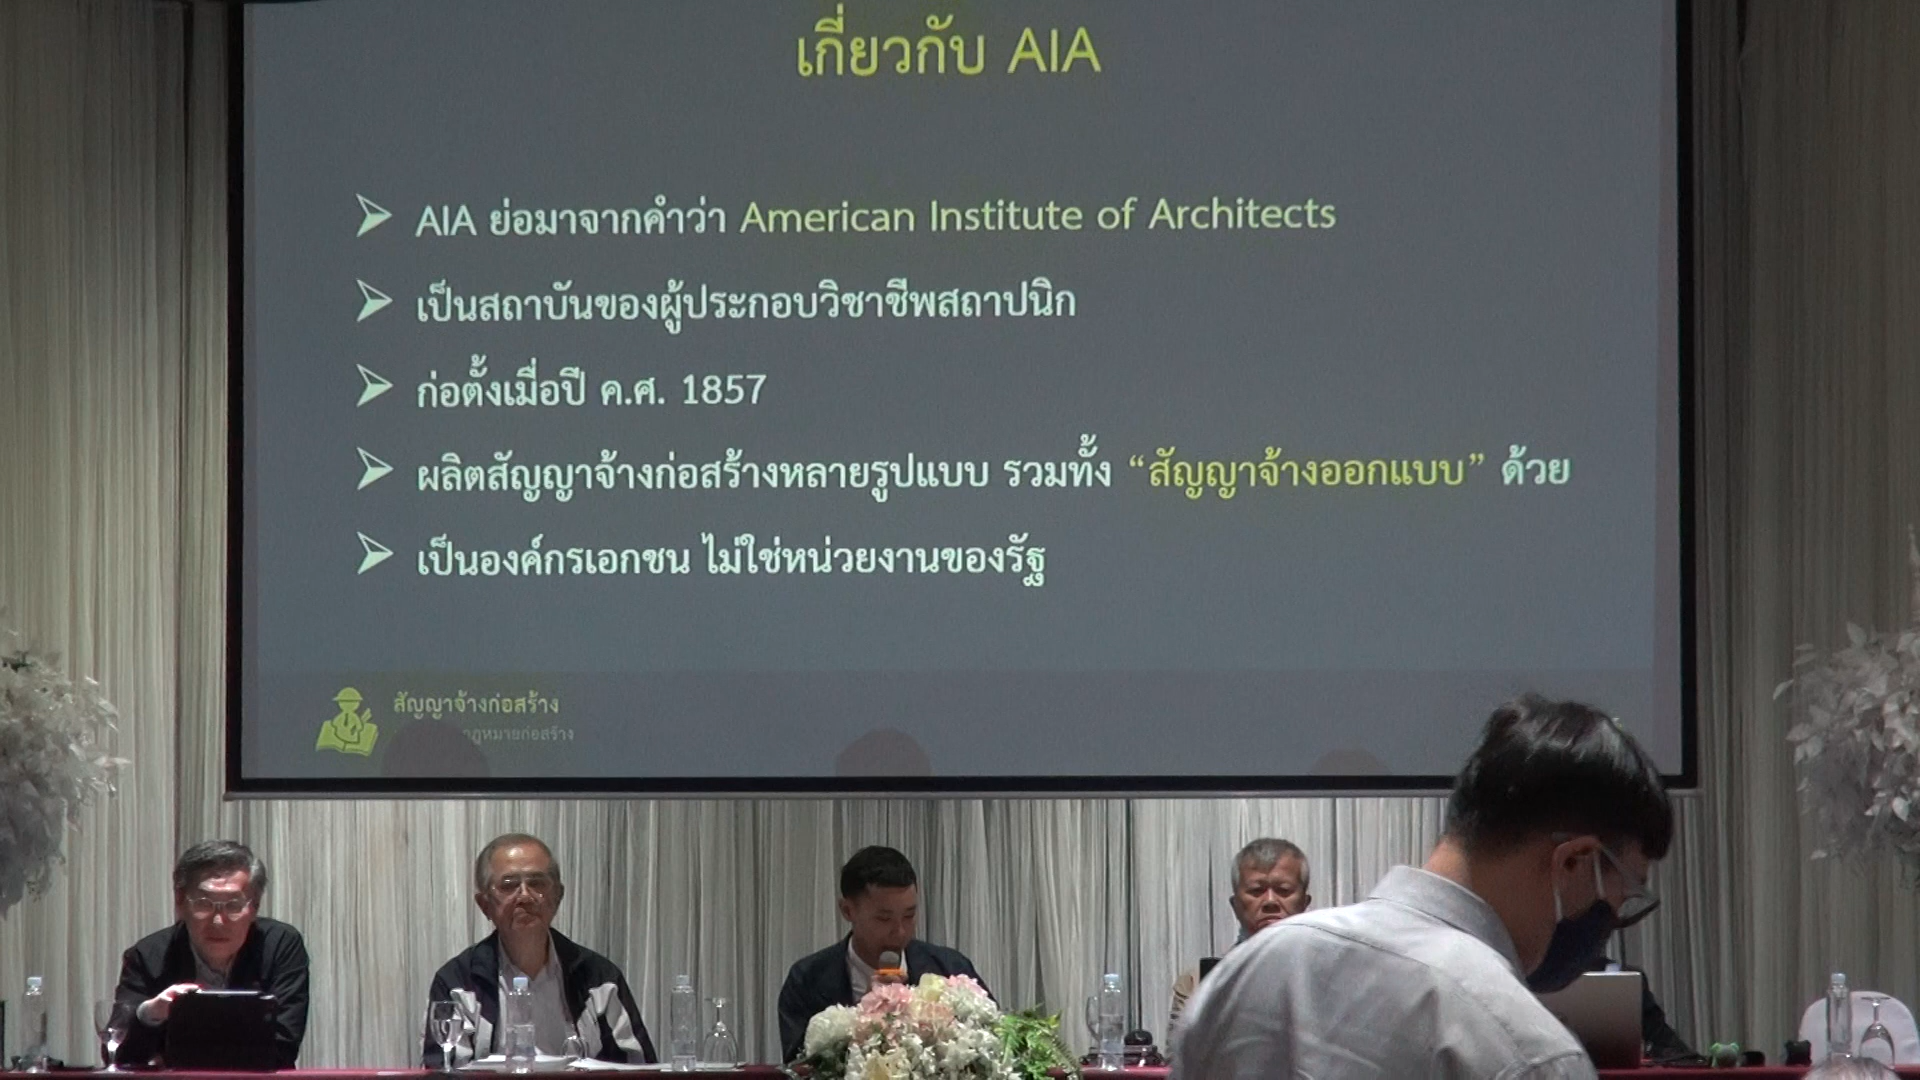 เกี่ยวกับ AIA
AIA ย่อมาจากคำว่า American Institute of Architects
เป็นสถาบันของผู้ประกอบวิชาชีพสถาปนิก
ก่อตั้งเมื่อปี ค.ศ. 1857
ผลิตสัญญาจ้างก่อสร้างหลายรูปแบบ รวมทั้ง “สัญญาจ้างออกแบบ” ด้วย
เป็นองค์กรเอกชน ไม่ใช่หน่วยงานของรัฐ
สัญญาจ้างก่อสร้าง
กฎหมายก่อสร้าง